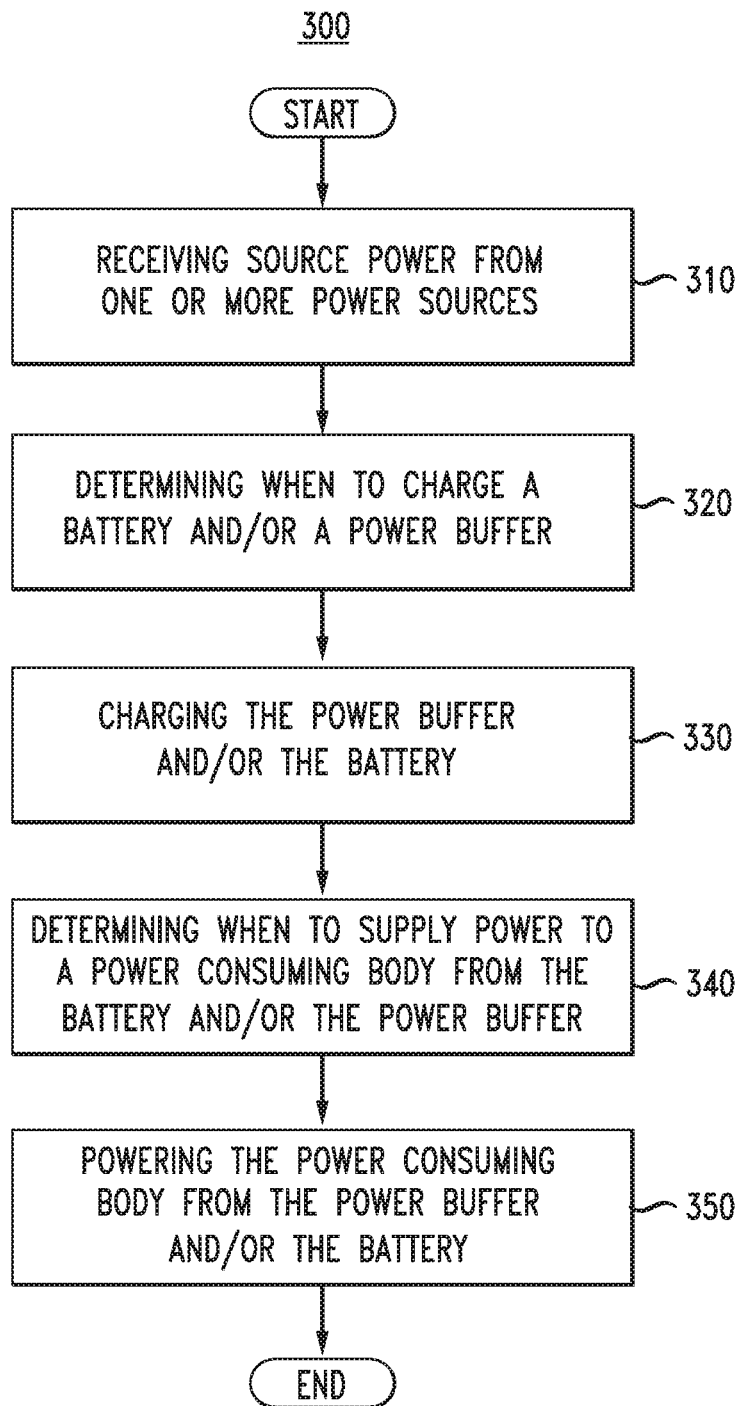 300
START
RECEIVING SOURCE POWER FROM
ONE OR MORE POWER SOURCES
310
DETERMINING WHEN TO CHARGE A
BATTERY AND/OR A POWER BUFFER
320
CHARGING THE POWER BUFFER
AND/OR THE BATTERY
330
DETERMINING WHEN TO SUPPLY POWER TO
A POWER CONSUMING BODY FROM THE
BATTERY AND/OR THE POWER BUFFER
340
POWERING THE POWER CONSUMING
BODY FROM THE POWER BUFFER
AND/OR THE BATTERY
350
END